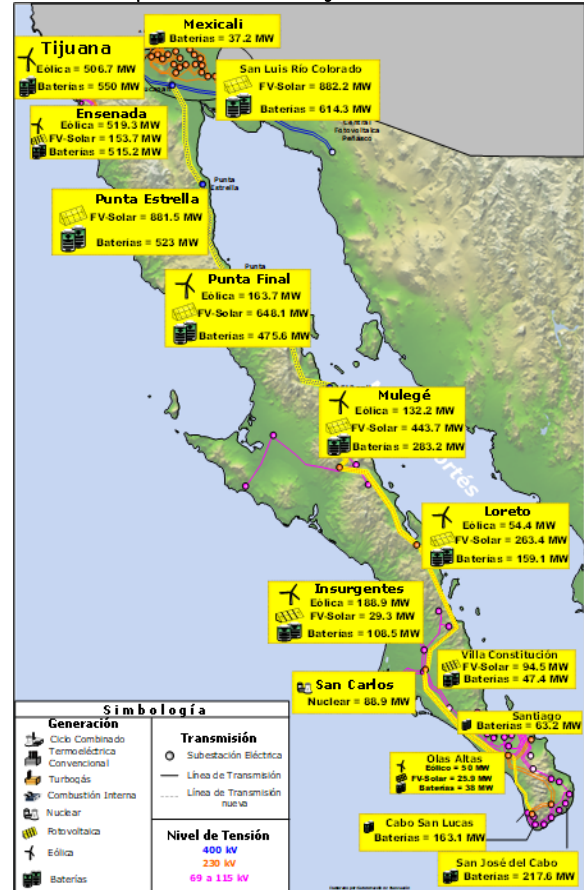 Mexicali
Baterías = 37.2 MW
Tijuana
Eólica = 506.7 MW
Baterías = 550 MW
San Luis Río Colorado
FV-Solar = 882.2 MW
Baterías = 614.3 MW
Central
Fotovoltaica
Peñasco
Ensenada
Eólica = 519.3 MW
FV-Solar = 153.7 MW
Baterías = 515.2 MW
Punta
Estrella
Punta Estrella
FV-Solar = 881.5 MW
Baterías = 523 MW
Punta
Punta Final
Eólica = 163.7 MW
FV-Solar = 648.1 MW
Baterías = 475.6 MW
Mulegé
Eólica = 132.2 MW
FV-Solar = 443.7 MW
Baterías = 283.2 MW
Cortés
Loreto
Eólica = 54.4 MW
FV-Solar = 263.4 MW
Baterías = 159.1 MW
Insurgentes
Eólica = 188.9 MW
FV-Solar = 29.3 MW
Baterías = 108.5 MW
Villa Constitución
FV-Solar = 94.5 MW
Baterías = 47.4 MW
San Carlos
Nuclear = 88.9 MW
Santiago
Baterías = 63.2 MW
Olas Altas
Eólico = 50 MW
FV-Solar = 25.9 MW
Baterías = 38 MW
Cabo San Lucas
Baterías = 163.1 MW
San José del Cabo
Baterías = 217.6 MW
Simbología
Generación
Ciclo Combinado
Termoeléctrica
Convencional
Turbogás
Combustión Interna
Nuclear
Fotovoltaica
Eólica
Baterías
Transmisión
Subestación Eléctrica
Línea de Transmisión
Línea de Transmisión
nueva
Nivel de Tensión
400 kV
230 kV
69 a 115 kV